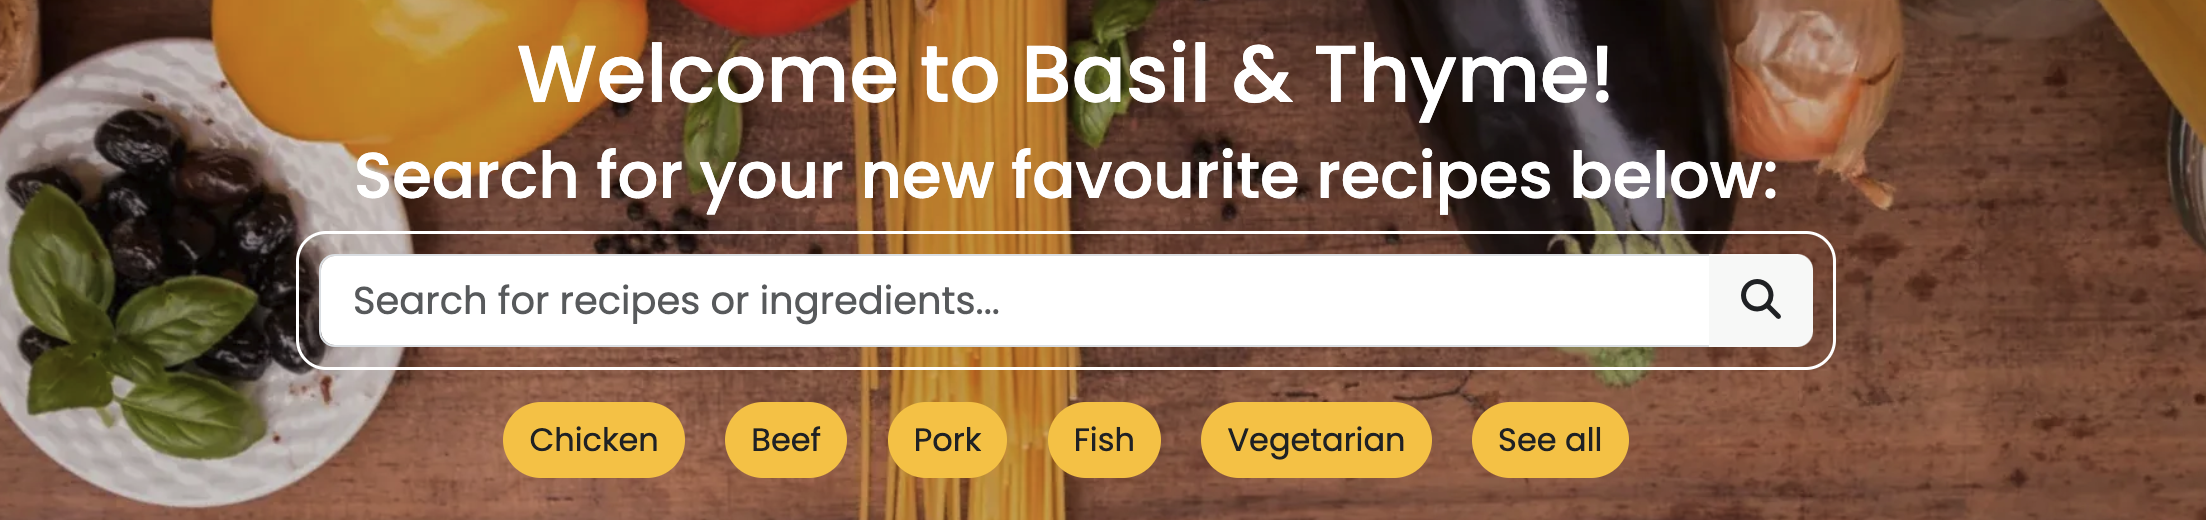 Welcome to Basil & Thyme!
Search for your new favourite recipes below:
Search for recipes or ingredients...
Chicken Beef Pork Fish Vegetarian See all